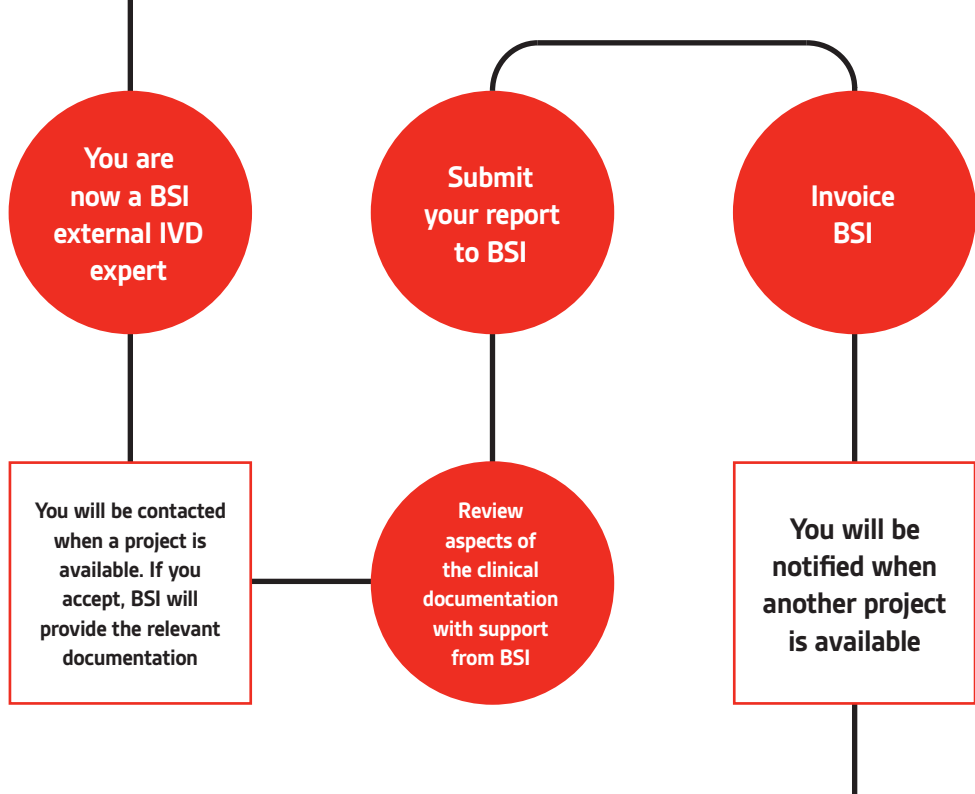 You are
now a BSI
external IVD
expert
You will be contacted
when a project is
available. If you
accept, BSI will
provide the relevant
documentation
Review
aspects of
the clinical
documentation
with support
from BSI
Submit
your report
to BSI
Invoice
BSI
You will be
notified when
another project
is available